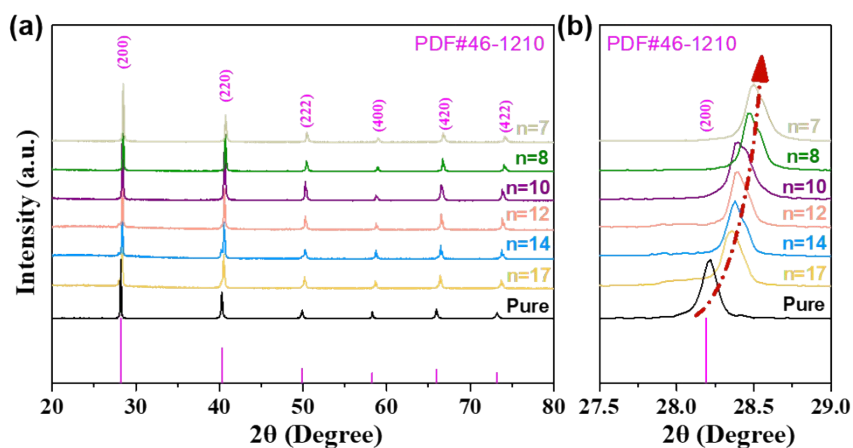 (a)
PDF#46-1210
(200)
(220)
(222)
(400)
(420)
(422)
n=7
n=8
n=10
n=12
n=14
n=17
Pure
Intensity (a.u.)
20 30 40 50 60 70 80
2θ (Degree)
(b)
PDF#46-1210
(200)
n=7
n=8
n=10
n=12
n=14
n=17
Pure
27.5 28.0 28.5 29.0
2θ (Degree)